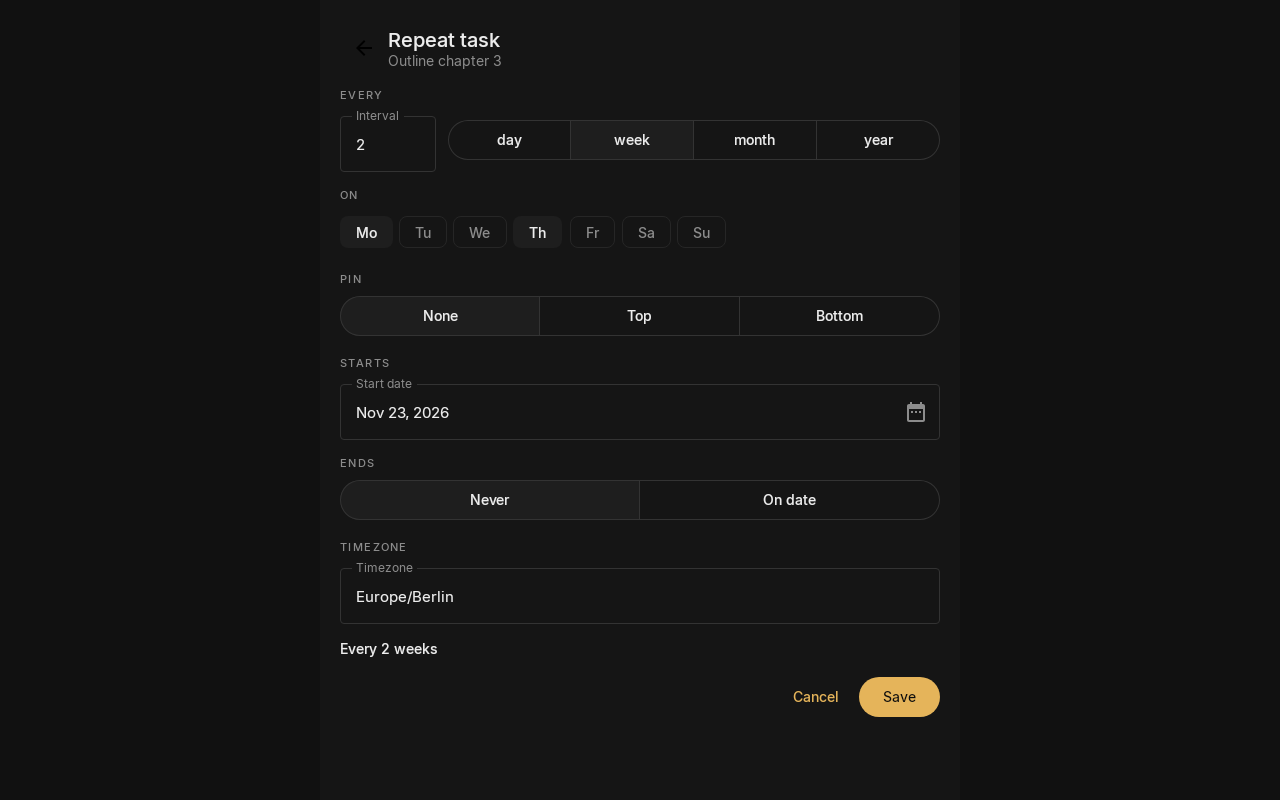 Repeat task
Outline chapter 3
EVERY
Interval
2
day week month year
ON
Mo Tu We Th Fr Sa Su
PIN
None Top Bottom
STARTS
Start date
Nov 23, 2026
ENDS
Never On date
TIMEZONE
Timezone
Europe/Berlin
Every 2 weeks
Cancel Save